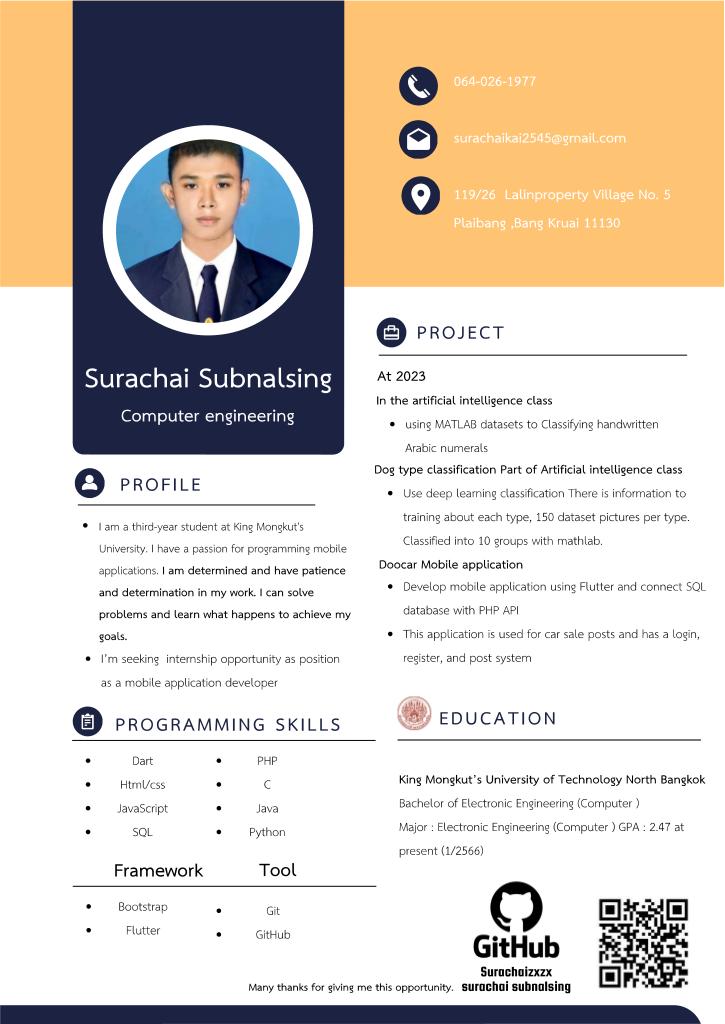 064-026-1977
surachaikai2545@gmail.com
119/26 Lalinproperty Village No. 5
Plaibang ,Bang Kruai 11130
Surachai Subnalsing
Computer engineering
PROFILE
I am a third-year student at King Mongkut's
University. I have a passion for programming mobile
applications. I am determined and have patience
and determination in my work. I can solve
problems and learn what happens to achieve my
goals.
I'm seeking internship opportunity as position
as a mobile application developer
PROGRAMMING SKILLS
Dart
Html/css
JavaScript
SQL
PHP
C
Java
Python
Framework
Bootstrap
Flutter
Tool
Git
GitHub
PROJECT
At 2023
In the artificial intelligence class
using MATLAB datasets to Classifying handwritten
Arabic numerals
Dog type classification Part of Artificial intelligence class
Use deep learning classification There is information to
training about each type, 150 dataset pictures per type.
Classified into 10 groups with mathlab.
Doocar Mobile application
Develop mobile application using Flutter and connect SQL
database with PHP API
This application is used for car sale posts and has a login,
register, and post system
EDUCATION
King Mongkut's University of Technology North Bangkok
Bachelor of Electronic Engineering (Computer )
Major : Electronic Engineering (Computer ) GPA : 2.47 at
present (1/2566)
GitHub
Surachaizxzx
surachai subnalsing
Many thanks for giving me this opportunity.